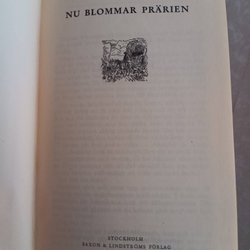 NU BLOMMAR PRÄRIEN
STOCKHOLM
SAXON & LINDSTRÖMS FÖRLAG